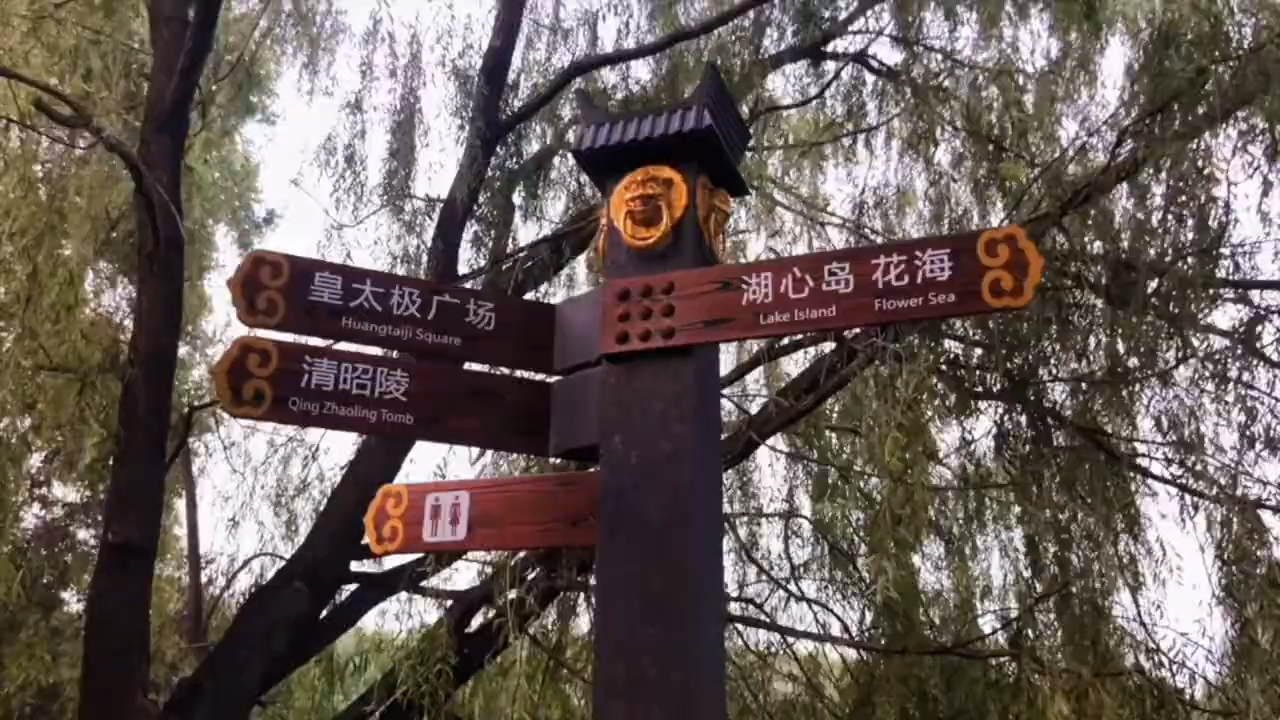 皇太极广场
Huangtaiji Square
清昭陵
Qing Zhaoling Tomb
湖心岛 花海
Lake Island Flower Sea